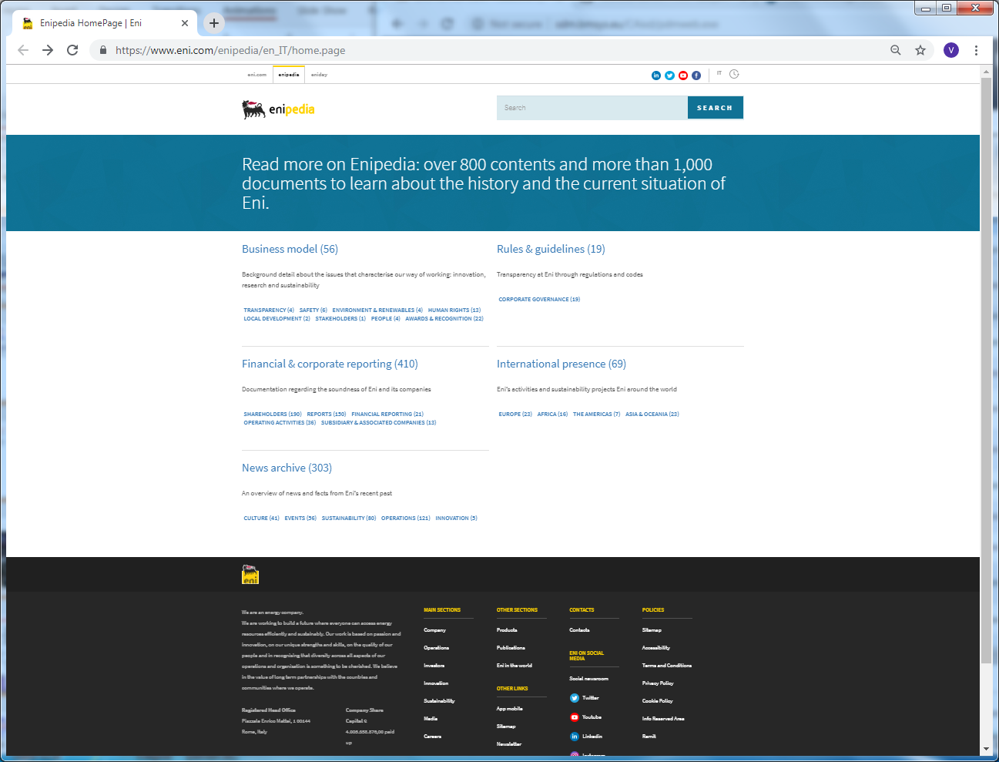 Enipedia HomePage | Eni
https://www.eni.com/enipedia/en_IT/home.page
V
eni.com
enipedia
eniday
IT
enipedia
Search
SEARCH
Read more on Enipedia: over 800 contents and more than 1,000
documents to learn about the history and the current situation of
Eni.
Business model (56)
Background detail about the issues that characterise our way of working: innovation,
research and sustainability
TRANSPARENCY (4) SAFETY (6) ENVIRONMENT & RENEWABLES (4) HUMAN RIGHTS (13)
LOCAL DEVELOPMENT (2) STAKEHOLDERS (1) PEOPLE (4) AWARDS & RECOGNITION (22)
Rules & guidelines (19)
Transparency at Eni through regulations and codes
CORPORATE GOVERNANCE (19)
Financial & corporate reporting (410)
Documentation regarding the soundness of Eni and its companies
SHAREHOLDERS (190) REPORTS (150) FINANCIAL REPORTING (21)
OPERATING ACTIVITIES (36) SUBSIDIARY & ASSOCIATED COMPANIES (13)
International presence (69)
Eni's activities and sustainability projects Eni around the world
EUROPE (23) AFRICA (16) THE AMERICAS (7) ASIA & OCEANIA (23)
News archive (303)
An overview of news and facts from Eni's recent past
CULTURE (41) EVENTS (56) SUSTAINABILITY (80) OPERATIONS (121) INNOVATION (5)
eni
We are an energy company.
We are working to build a future where everyone can access energy
resources efficiently and sustainably. Our work is based on passion and
innovation, on our unique strengths and skills, on the quality of our
people and in recognising that diversity across all aspects of our
operations and organisation is something to be cherished. We believe
in the value of long term partnerships with the countries and
communities where we operate.
Registered Head Office
Piazzale Enrico Mattei, 1 00144
Rome, Italy
Company Share
Capital €
4.005.358.876,00 paid
up
MAIN SECTIONS
Company
Operations
Investors
Innovation
Sustainability
Media
Careers
OTHER SECTIONS
Products
Publications
Eni in the world
OTHER LINKS
App mobile
Sitemap
Newsletter
CONTACTS
Contacts
ENI ON SOCIAL
MEDIA
Social newsroom
Twitter
Youtube
Linkedin
Instagram
POLICIES
Sitemap
Accessibility
Terms and Conditions
Privacy Policy
Cookie Policy
Info Reserved Area
Remit